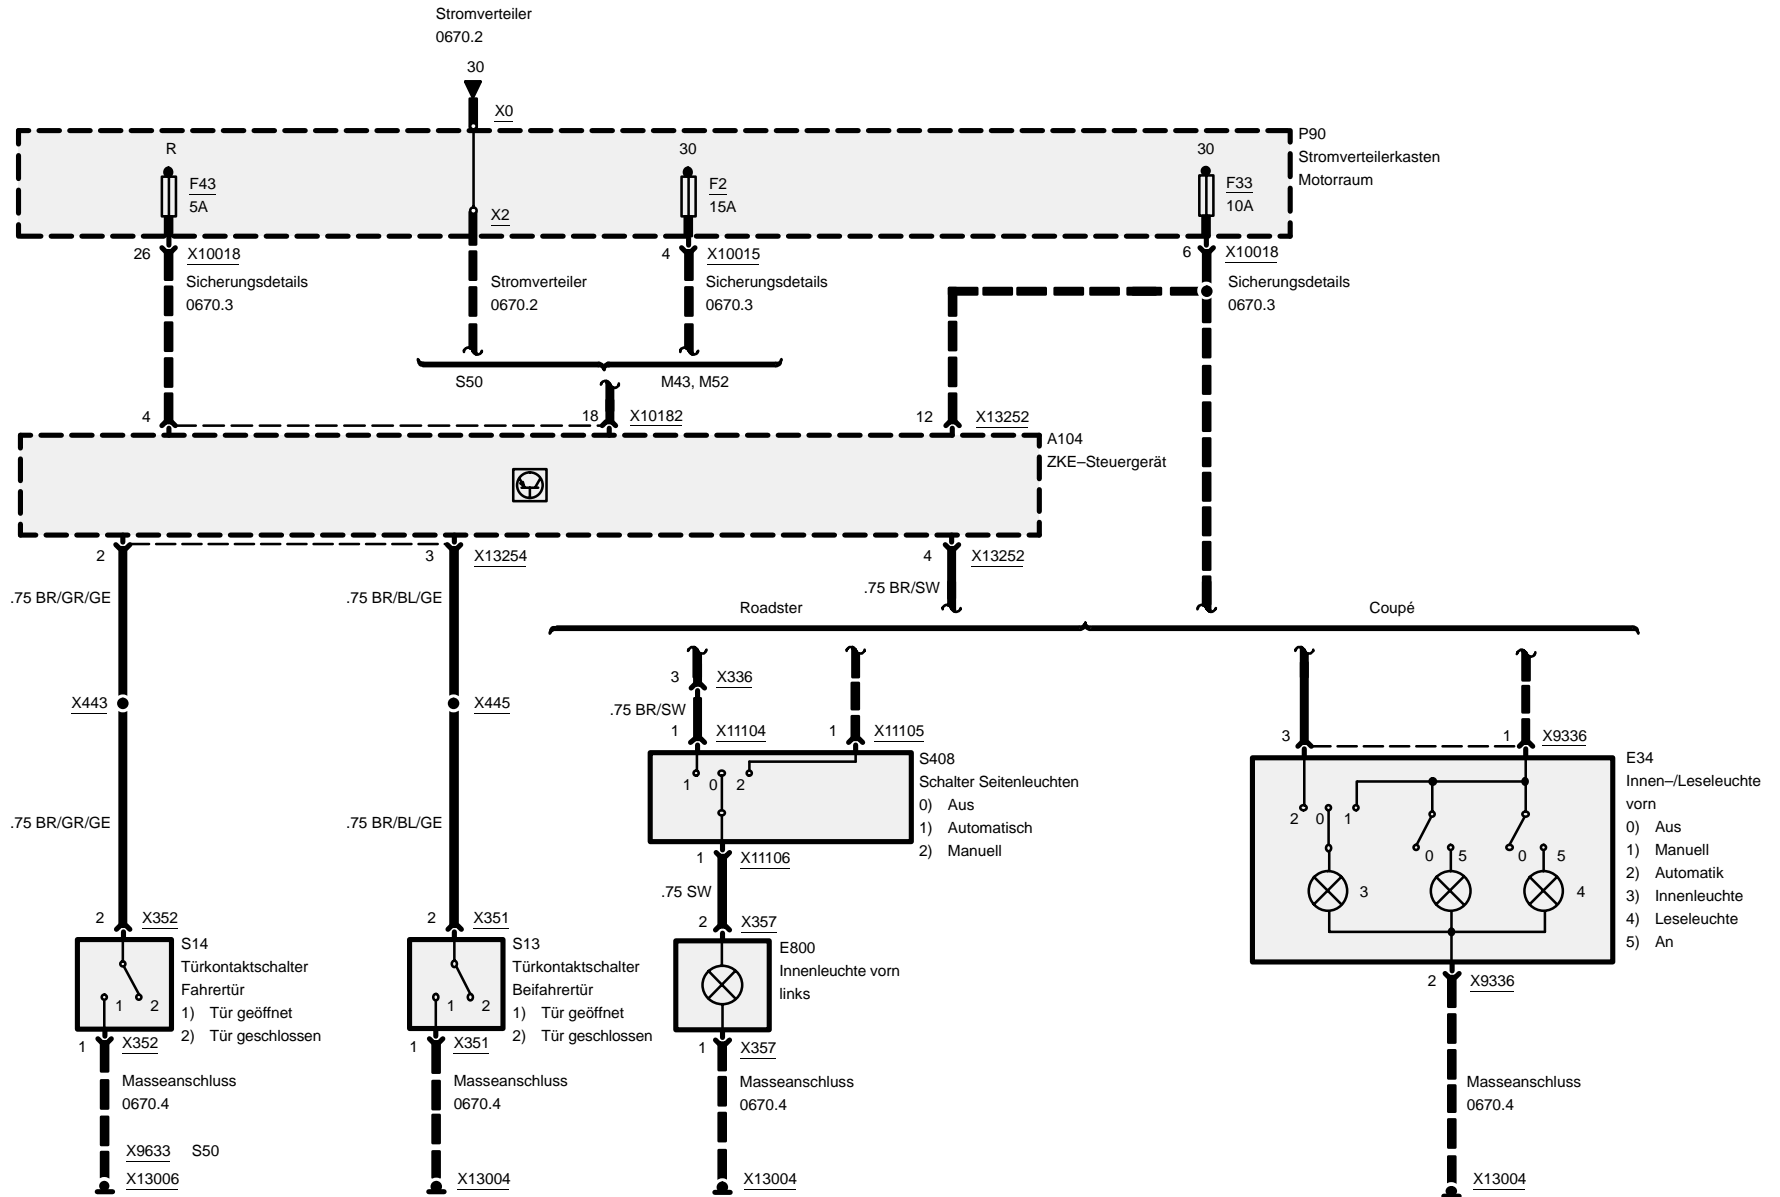 Stromverteiler
0670.2
30
X0
P90
Stromverteilerkasten
Motorraum
R
F43
5A
X2
30
F2
15A
30
F33
10A
26 X10018
Sicherungsdetails
0670.3
Stromverteiler
0670.2
4 X10015
Sicherungsdetails
0670.3
6 X10018
Sicherungsdetails
0670.3
S50
M43, M52
4
18 X10182
12 X13252
A104
ZKE–Steuergerät
2
3 X13254
4 X13252
.75 BR/GR/GE
.75 BR/BL/GE
.75 BR/SW
Roadster
Coupé
X443
X445
3 X336
.75 BR/SW
1 X11104
1 X11105
3
1 X9336
S408
Schalter Seitenleuchten
0) Aus
1) Automatisch
2) Manuell
1 0 2
E34
Innen–/Leseleuchte
vorn
0) Aus
1) Manuell
2) Automatik
3) Innenleuchte
4) Leseleuchte
5) An
2 0 1
0 5
0 5
3
4
.75 BR/GR/GE
.75 BR/BL/GE
1 X11106
.75 SW
2 X352
2 X351
2 X357
S14
Türkontaktschalter
Fahrertür
1) Tür geöffnet
2) Tür geschlossen
1 2
S13
Türkontaktschalter
Beifahrertür
1) Tür geöffnet
2) Tür geschlossen
1 2
E800
Innenleuchte vorn
links
2 X9336
1 X352
1 X351
1 X357
Masseanschluss
0670.4
Masseanschluss
0670.4
Masseanschluss
0670.4
Masseanschluss
0670.4
X9633 S50
X13006
X13004
X13004
X13004